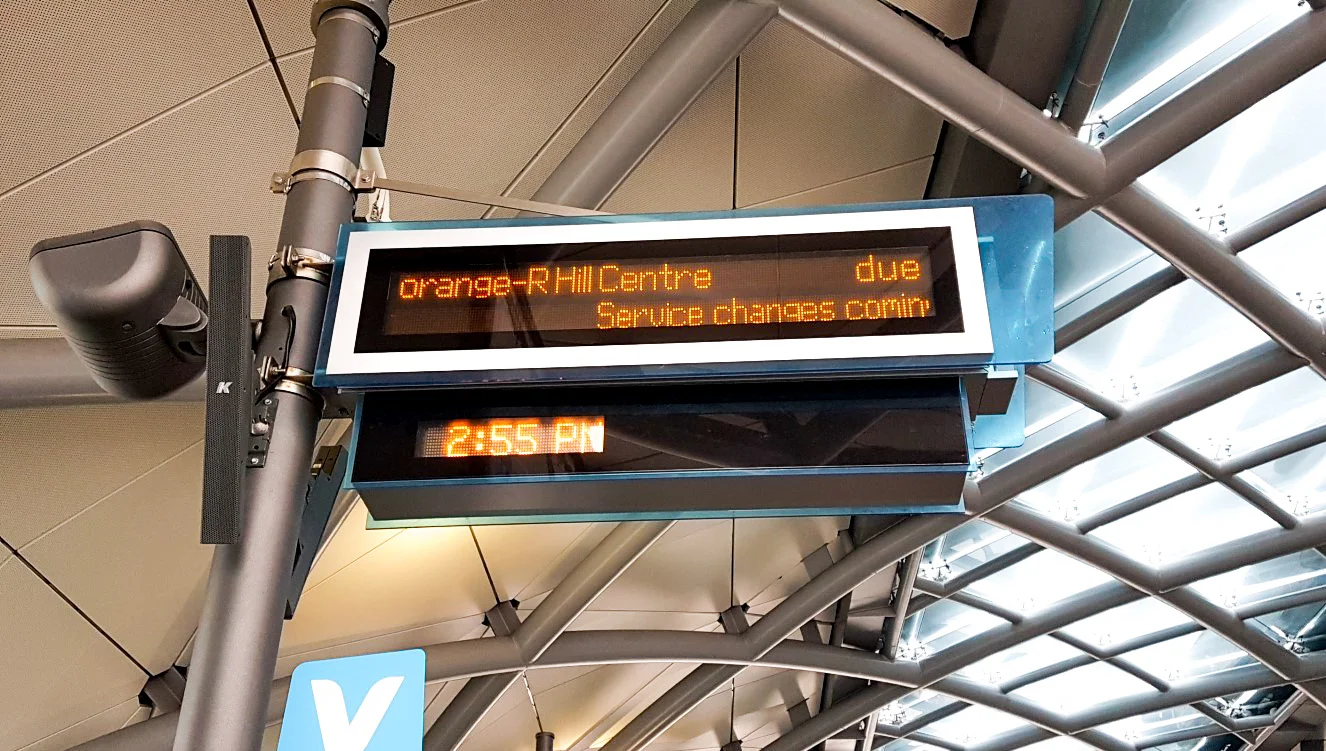 orange-R Hill Centre due
Service changes comin
2:55 PM
K
V